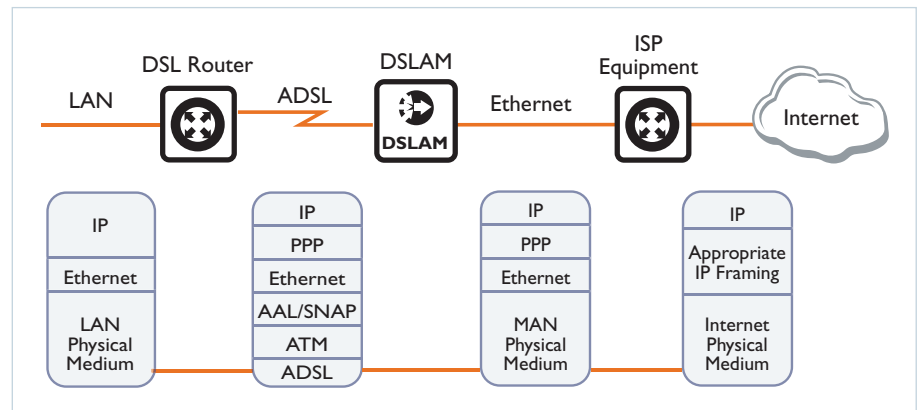 DSL Router
DSLAM
ISP
Equipment
LAN
ADSL
Ethernet
Internet
DSLAM
IP
Ethernet
LAN
Physical
Medium
IP
PPP
Ethernet
AAL/SNAP
ATM
ADSL
IP
PPP
Ethernet
MAN
Physical
Medium
IP
Appropriate
IP Framing
Internet
Physical
Medium